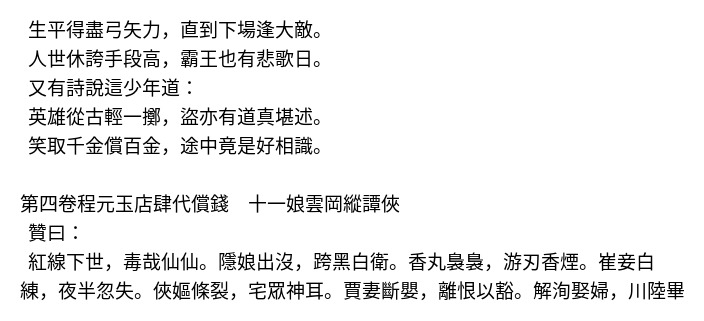 生平得盡弓矢力，直到下場逢大敵。
人世休誇手段高，霸王也有悲歌日。
又有詩說這少年道：
英雄從古輕一擲，盜亦有道真堪述。
笑取千金償百金，途中竟是好相識。
第四卷程元玉店肆代償錢　十一娘雲岡縱譚俠
贊曰：
紅線下世，毒哉仙仙。隱娘出沒，跨黑白衛。香丸裊裊，游刃香煙。崔妾白
練，夜半忽失。俠嫗條裂，宅眾神耳。賈妻斷嬰，離恨以豁。解洵娶婦，川陸畢